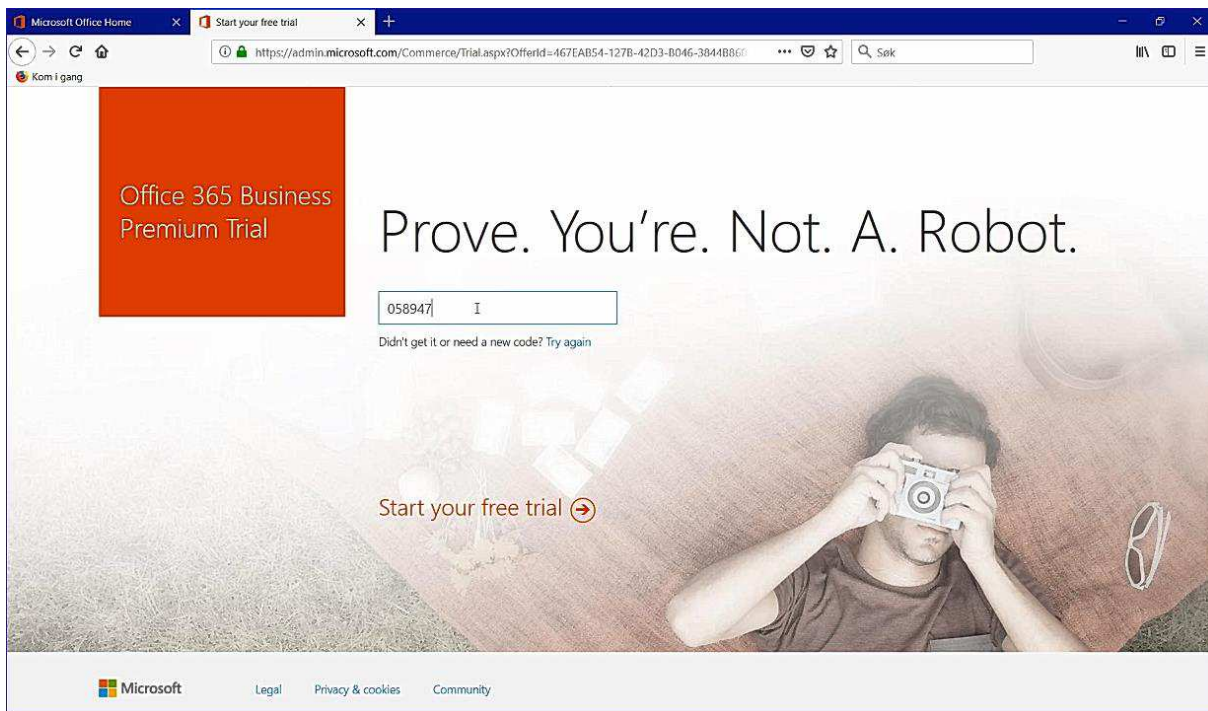 Microsoft Office Home
Start your free trial
https://admin.microsoft.com/Commerce/Trial.aspx?OfferId=467EAB54-127B-42D3-B046-3844B860
Søk
Kom i gang
Office 365 Business
Premium Trial
Prove. You're. Not. A. Robot.
058947
Didn't get it or need a new code? Try again
Start your free trial
Microsoft Legal Privacy & cookies Community